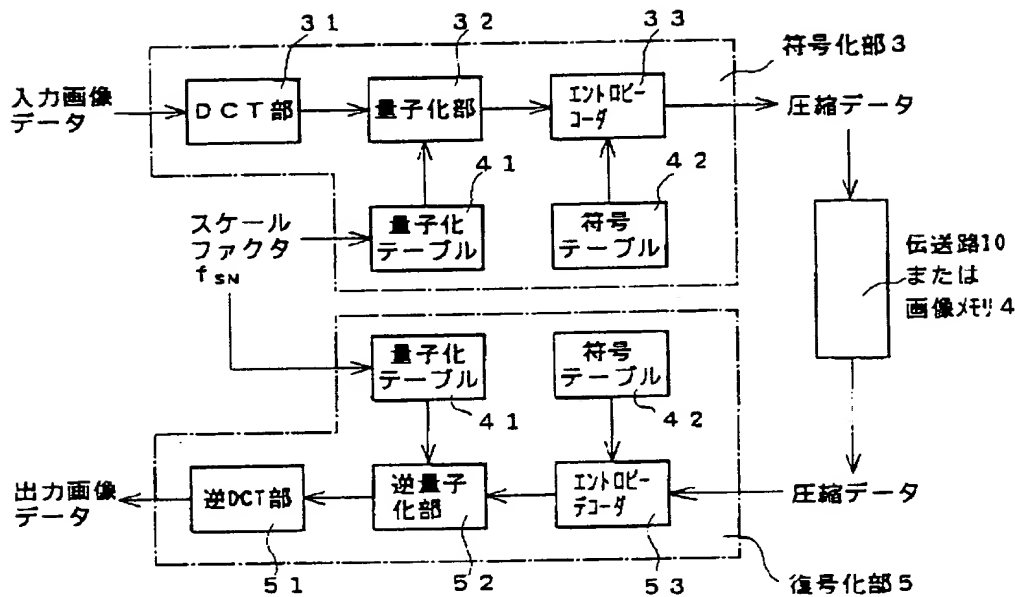 31
32
33
符号化部3
入力画像
データ
DCT部
量子化部
エントロピー
コーダ
圧縮データ
41
42
スケール
ファクタ
fSN
量子化
テーブル
符号
テーブル
伝送路10
または
画像メモリ4
量子化
テーブル
符号
テーブル
41
42
出力画像
データ
逆DCT部
逆量子
化部
エントロピー
デコーダ
圧縮データ
51
52
53
復号化部5